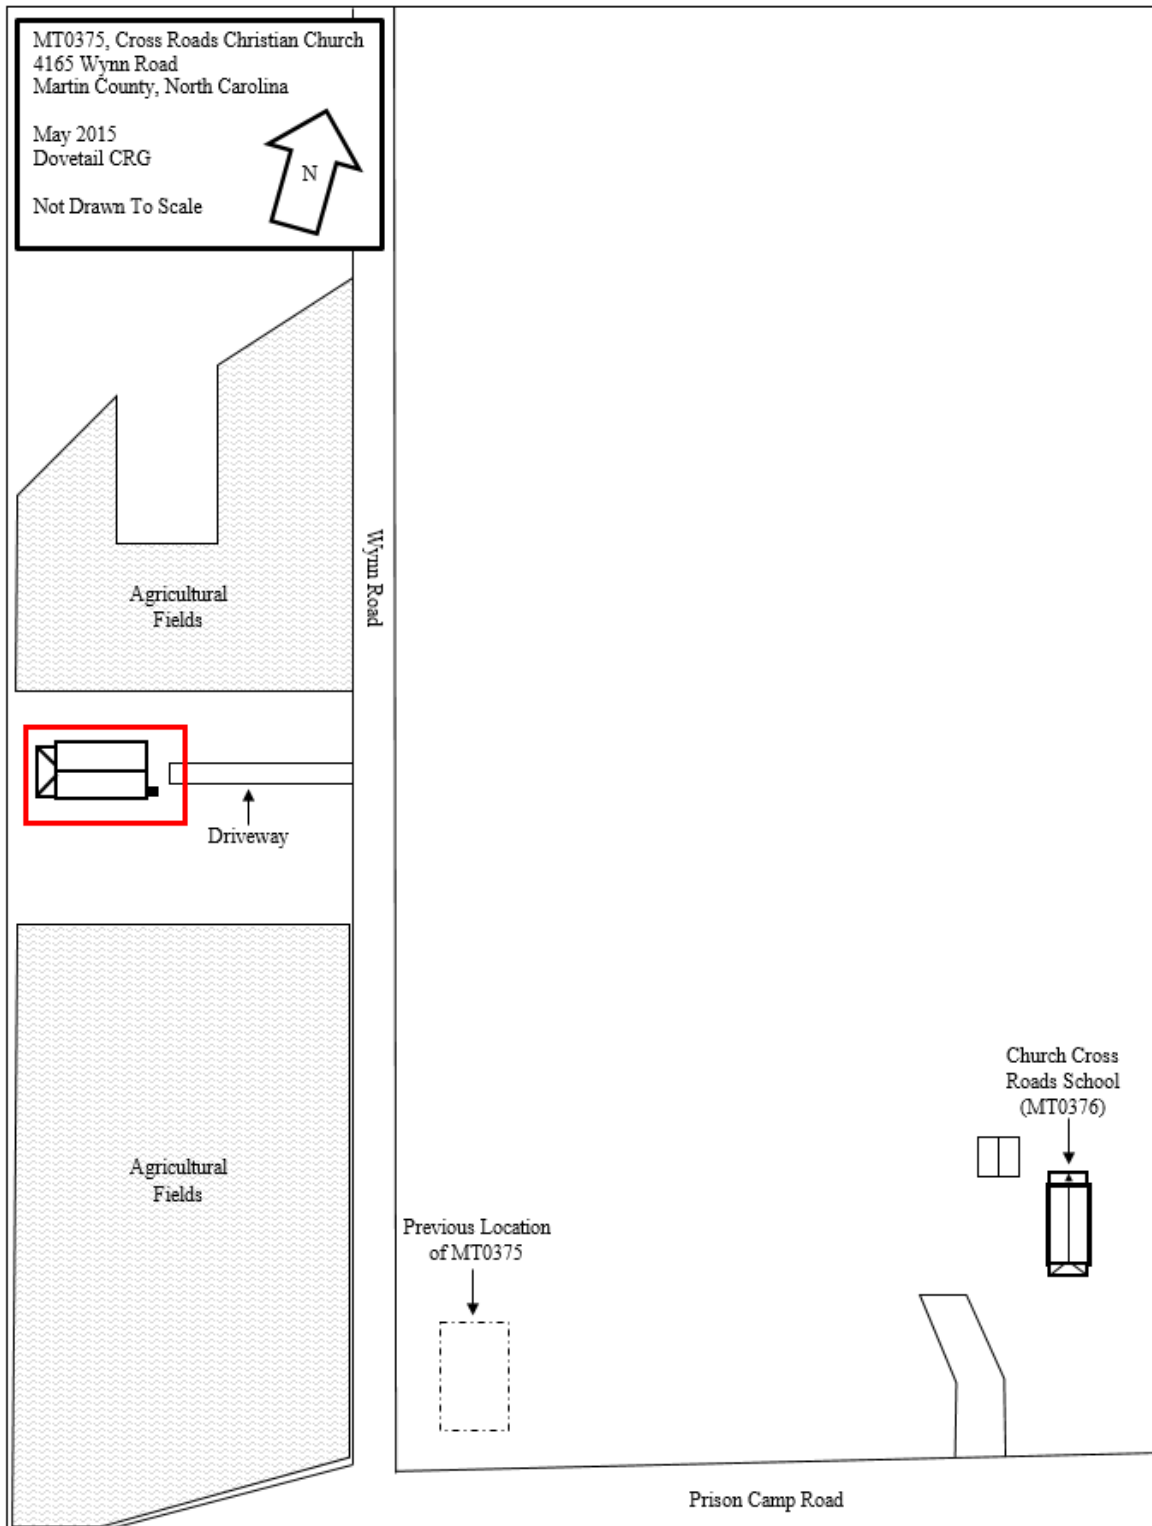 MT0375, Cross Roads Christian Church
4165 Wynn Road
Martin County, North Carolina
May 2015
Dovetail CRG
N
Not Drawn To Scale
Wynn Road
Agricultural
Fields
Driveway
Church Cross
Roads School
(MT0376)
Agricultural
Fields
Previous Location
of MT0375
Prison Camp Road